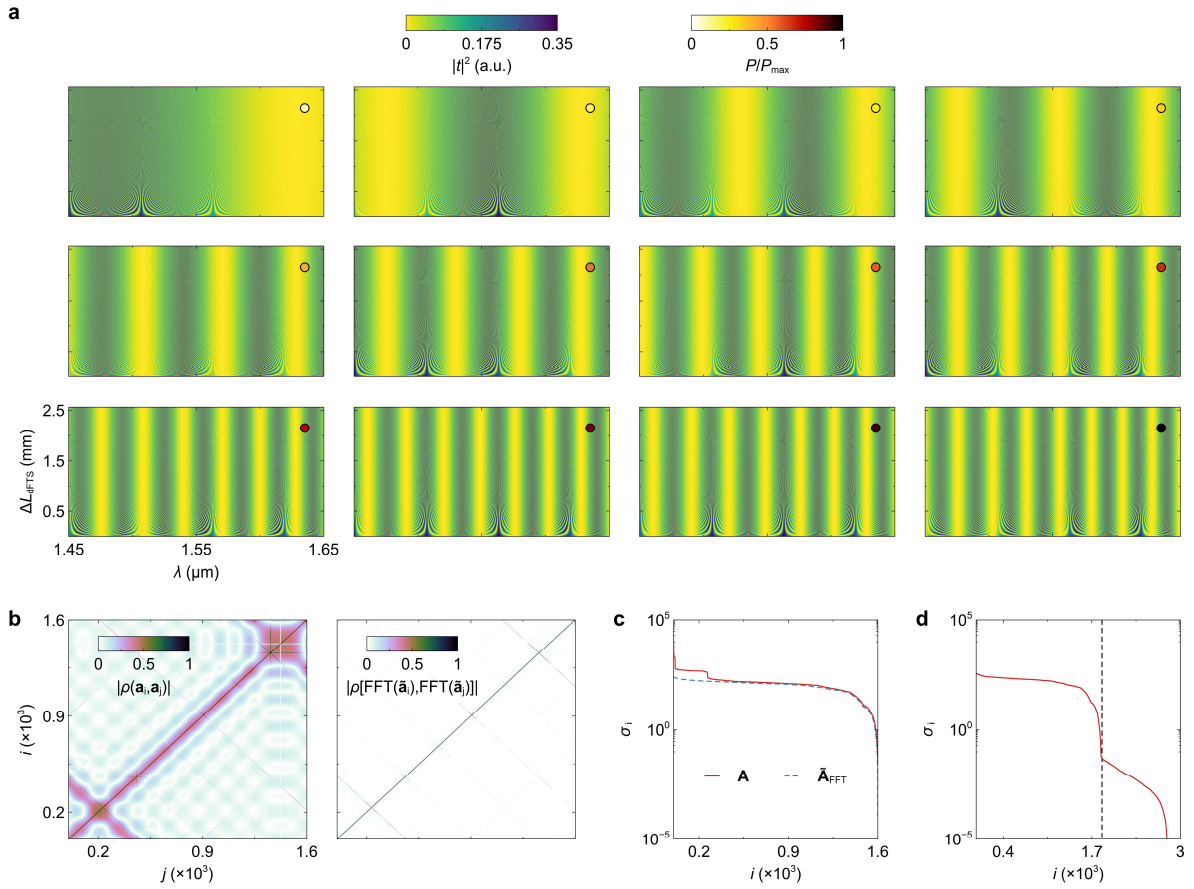 a
0 0.175 0.35
|t|² (a.u.)
0 0.5 1
P/Pmax
2.5
1.5
0.5
ΔLdFTS (mm)
1.45 1.55 1.65
λ (μm)
b
1.6
0.9
0.2
i (×10³)
0 0.5 1
|ρ(aᵢ,aⱼ)|
0.2 0.9 1.6
j (×10³)
0 0.5 1
|ρ[FFT(ãᵢ),FFT(ãⱼ)]|
c
10⁵
10⁰
10⁻⁵
σᵢ
A ÃFFT
0.2 0.9 1.6
i (×10³)
d
10⁵
10⁰
10⁻⁵
σᵢ
0.4 1.7 3
i (×10³)